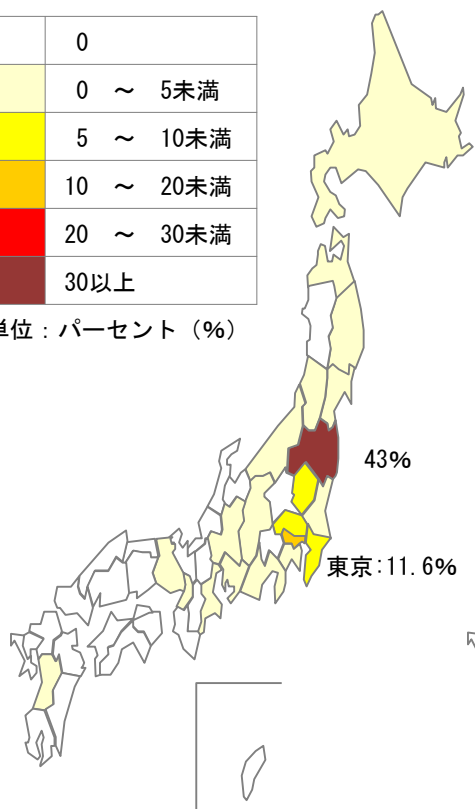 0
0 ～ 5未満
5 ～ 10未満
10 ～ 20未満
20 ～ 30未満
30以上
単位：パーセント（%）
43%
東京：11.6%